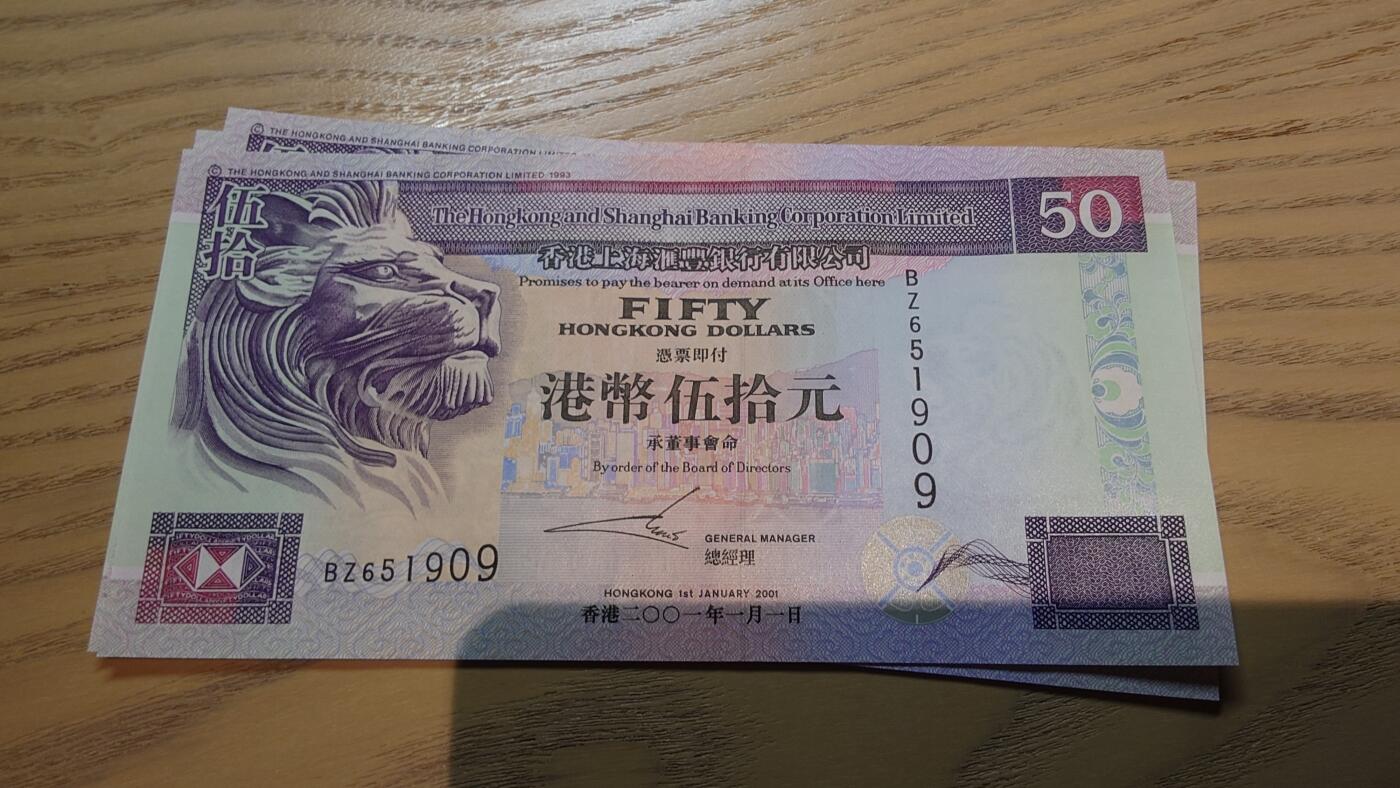 © THE HONGKONG AND SHANGHAI BANKING CORPORATION LIMITED
© THE HONGKONG AND SHANGHAI BANKING CORPORATION LIMITED 1993
伍拾
The Hongkong and Shanghai Banking Corporation Limited
50
香港上海滙豐銀行有限公司
Promises to pay the bearer on demand at its Office here
FIFTY
HONGKONG DOLLARS
憑票即付
港幣伍拾元
承董事會命
By order of the Board of Directors
BZ651909
GENERAL MANAGER
總經理
BZ651909
HONGKONG 1st JANUARY 2001
香港二〇〇一年一月一日